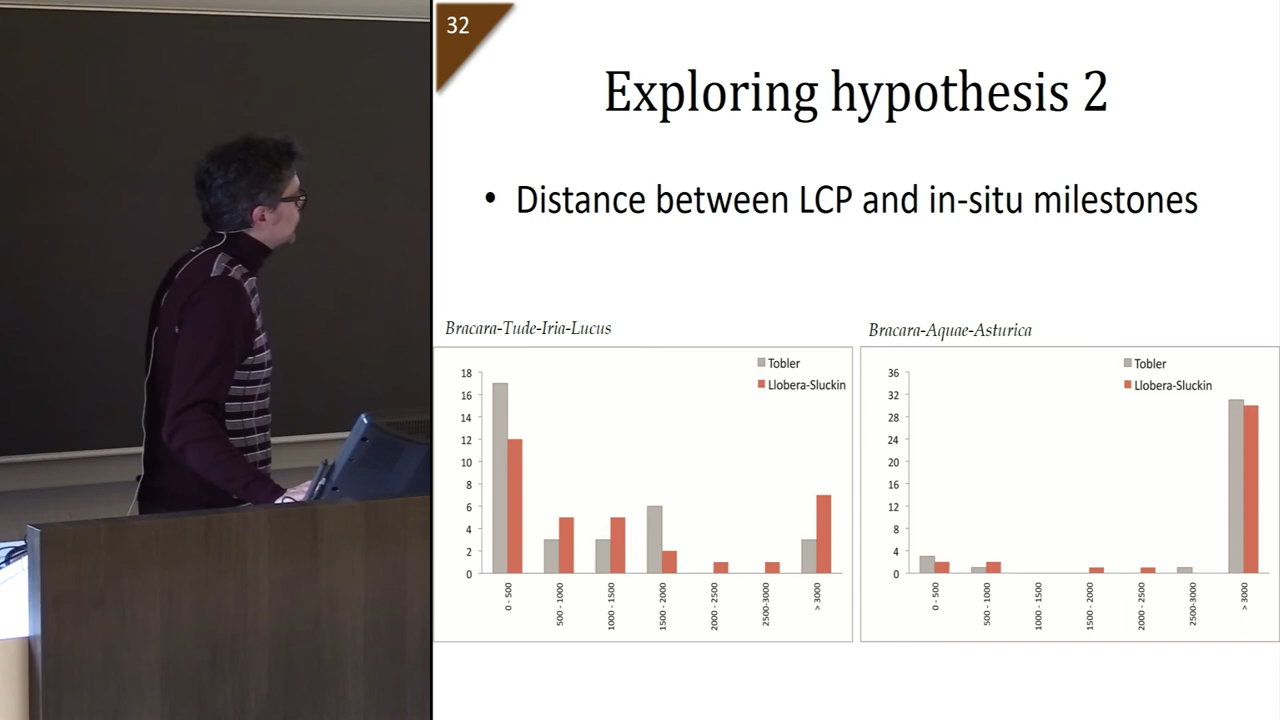 32
Exploring hypothesis 2
• Distance between LCP and in-situ milestones
Bracara-Tude-Iria-Lucus
Tobler
Llobera-Sluckin
18
16
14
12
10
8
6
4
2
0
0 - 500
500 - 1000
1000 - 1500
1500 - 2000
2000 - 2500
2500-3000
> 3000
Bracara-Aquae-Asturica
Tobler
Llobera-Sluckin
36
32
28
24
20
16
12
8
4
0
0 - 500
500 - 1000
1000 - 1500
1500 - 2000
2000 - 2500
2500-3000
> 3000